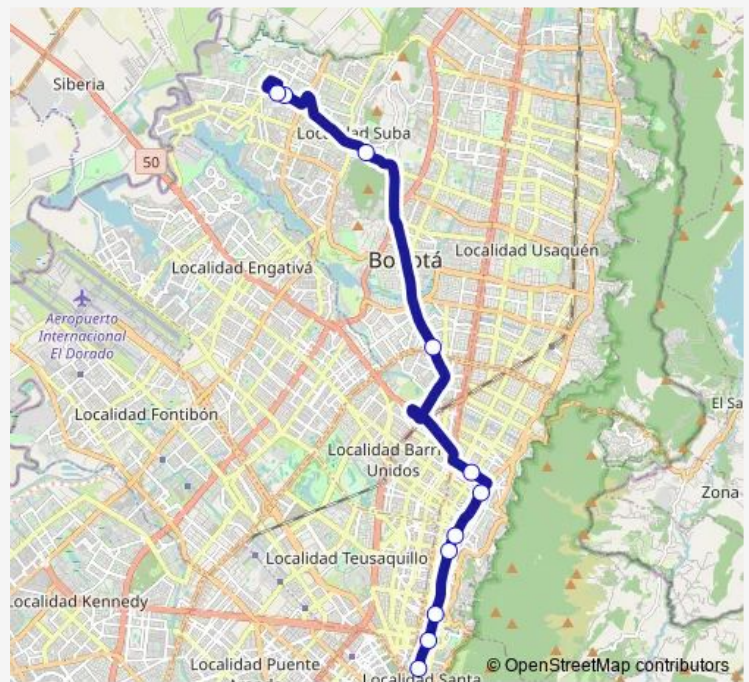 Siberia
Localidad Suba
50
Bogotá
Localidad Usaquén
Localidad Engativá
Aeropuerto
Internacional
El Dorado
Localidad Fontibón
El Sa
Localidad Barri
Unidos
Zona
Localidad Teusaquillo
Localidad Kennedy
Localidad Puente
Localidad Santa
© OpenStreetMap contributors